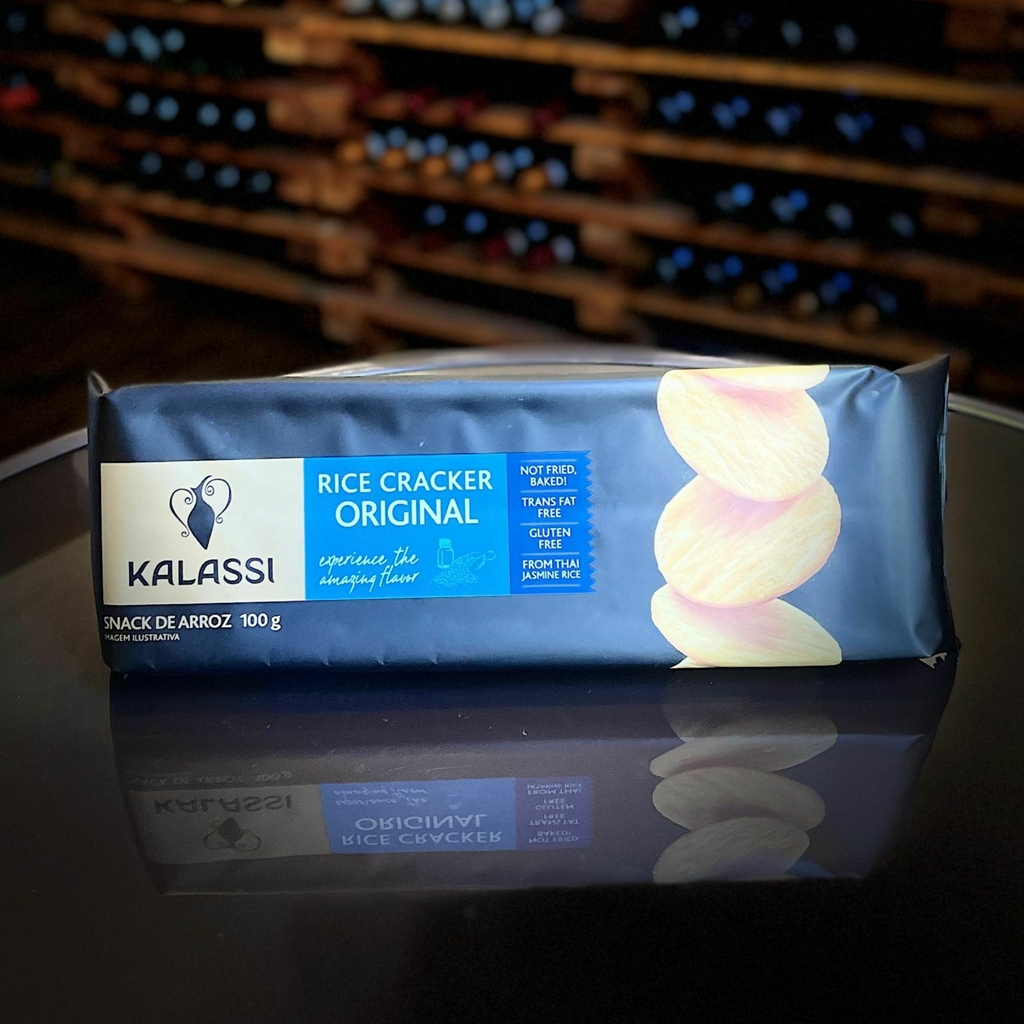 KALASSI
RICE CRACKER
ORIGINAL
experience the
amazing flavor
NOT FRIED,
BAKED!
TRANS FAT
FREE
GLUTEN
FREE
FROM THAI
JASMINE RICE
SNACK DE ARROZ 100 g
IMAGEM ILUSTRATIVA